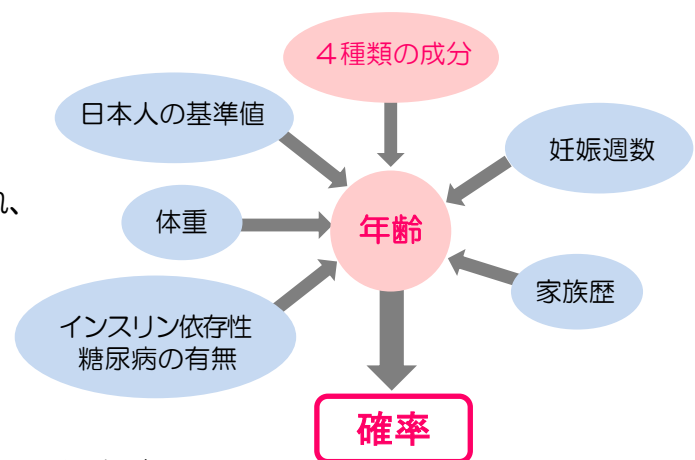 ４種類の成分
日本人の基準値
妊娠週数
れ、
体重
年齢
家族歴
インスリン依存性
糖尿病の有無
確率